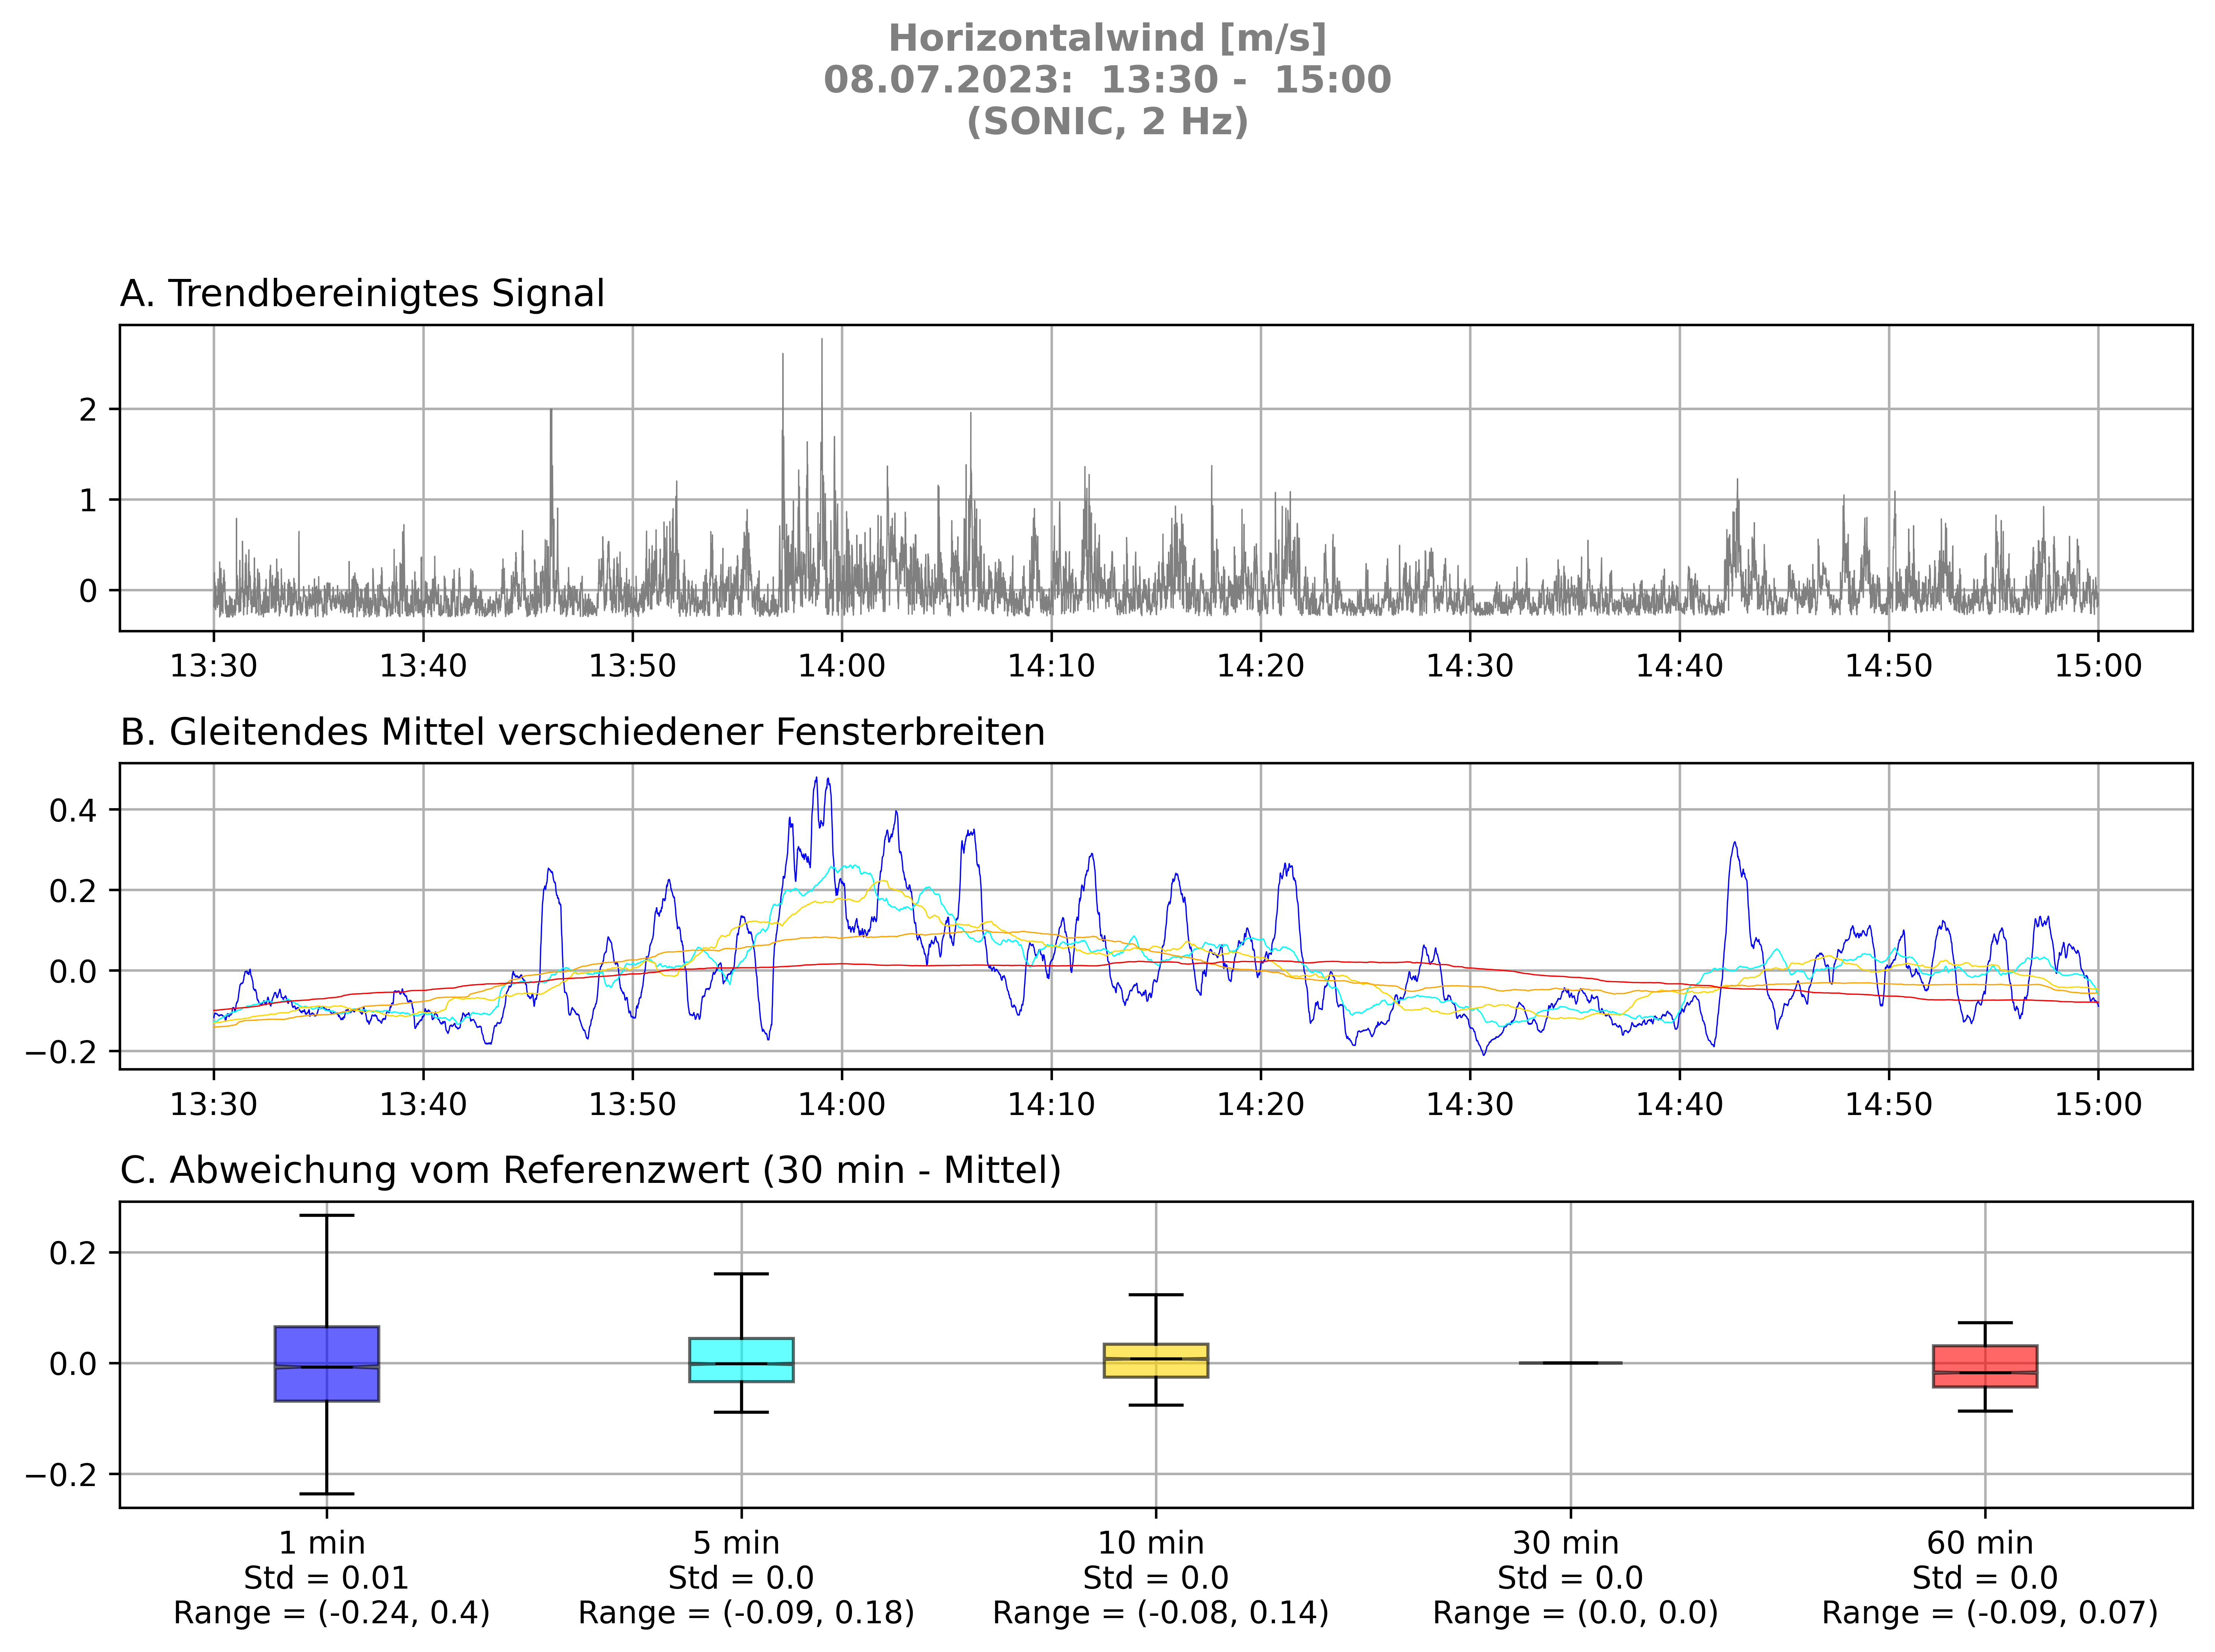 Horizontalwind [m/s]
08.07.2023:  13:30 -  15:00
(SONIC, 2 Hz)
A. Trendbereinigtes Signal
2
1
0
13:30 13:40 13:50 14:00 14:10 14:20 14:30 14:40 14:50 15:00
B. Gleitendes Mittel verschiedener Fensterbreiten
0.4
0.2
0.0
−0.2
13:30 13:40 13:50 14:00 14:10 14:20 14:30 14:40 14:50 15:00
C. Abweichung vom Referenzwert (30 min - Mittel)
0.2
0.0
−0.2
1 min 5 min 10 min 30 min 60 min
Std = 0.01 Std = 0.0 Std = 0.0 Std = 0.0 Std = 0.0
Range = (-0.24, 0.4) Range = (-0.09, 0.18) Range = (-0.08, 0.14) Range = (0.0, 0.0) Range = (-0.09, 0.07)